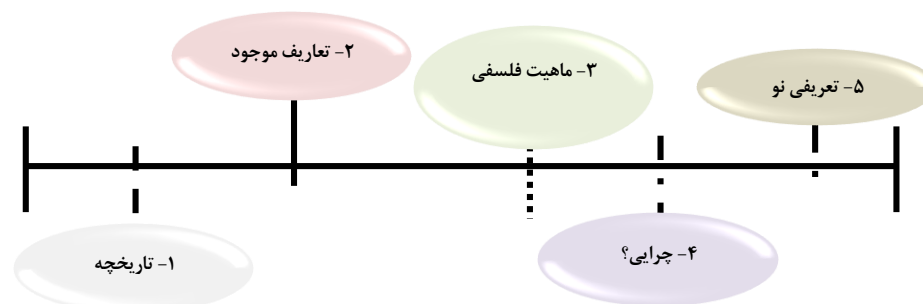 ۱- تاریخچه
۲- تعاریف موجود
۳- ماهیت فلسفی
۴- چرایی؟
۵- تعریفی نو